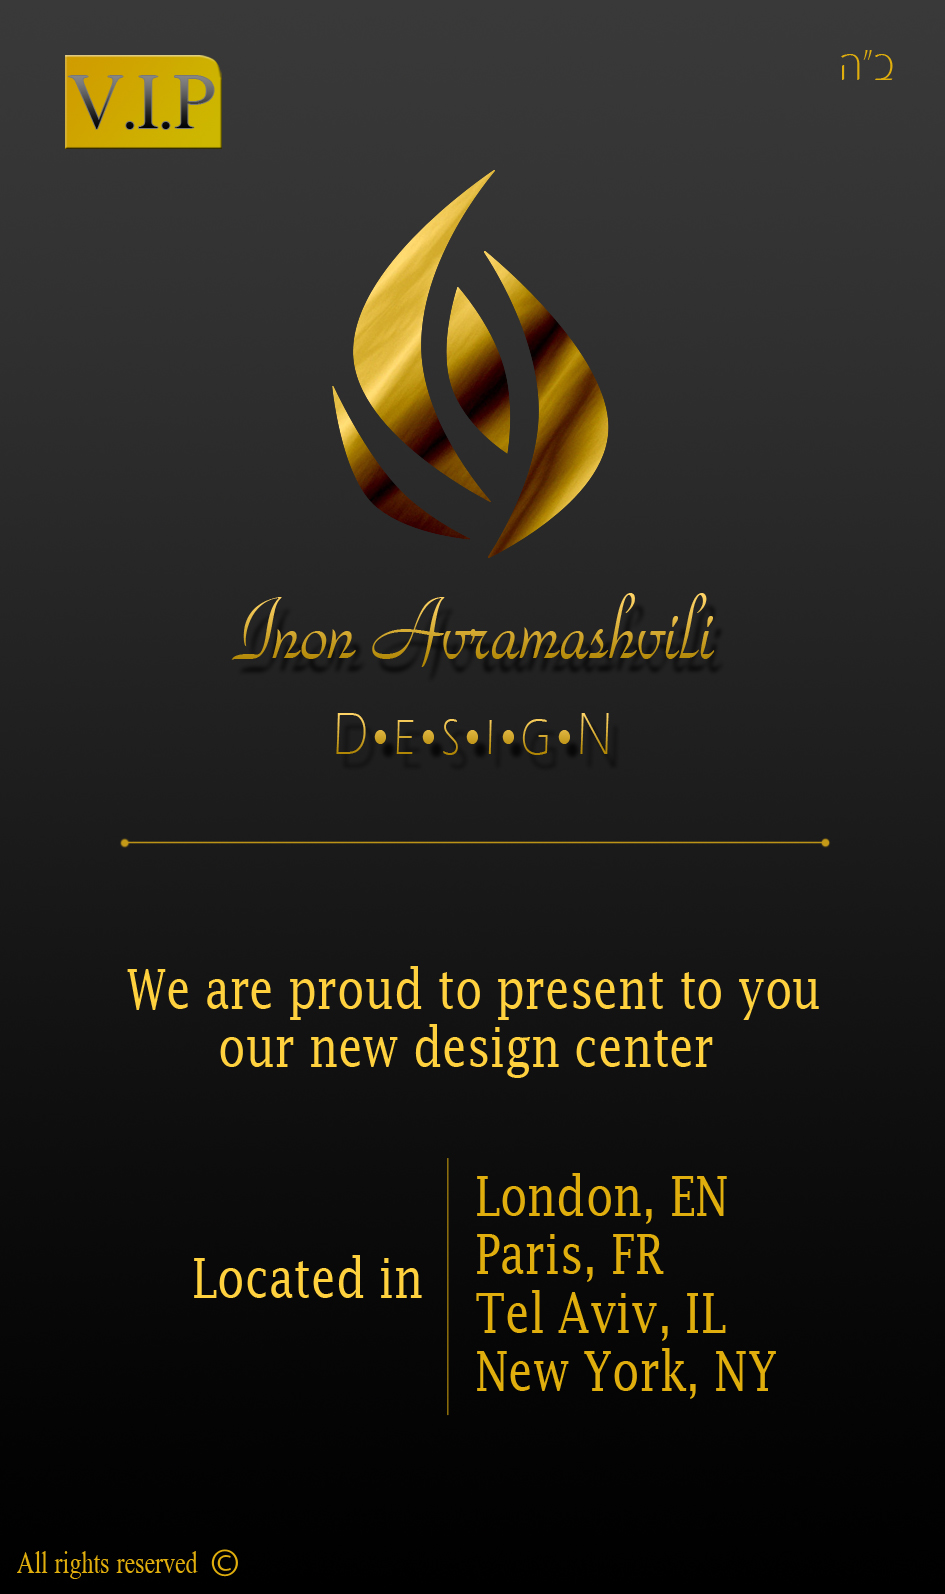 V.I.P
כ"ה
Inon Avramashvili
D•E•S•I•G•N
We are proud to present to you
our new design center
Located in
London, EN
Paris, FR
Tel Aviv, IL
New York, NY
All rights reserved ©